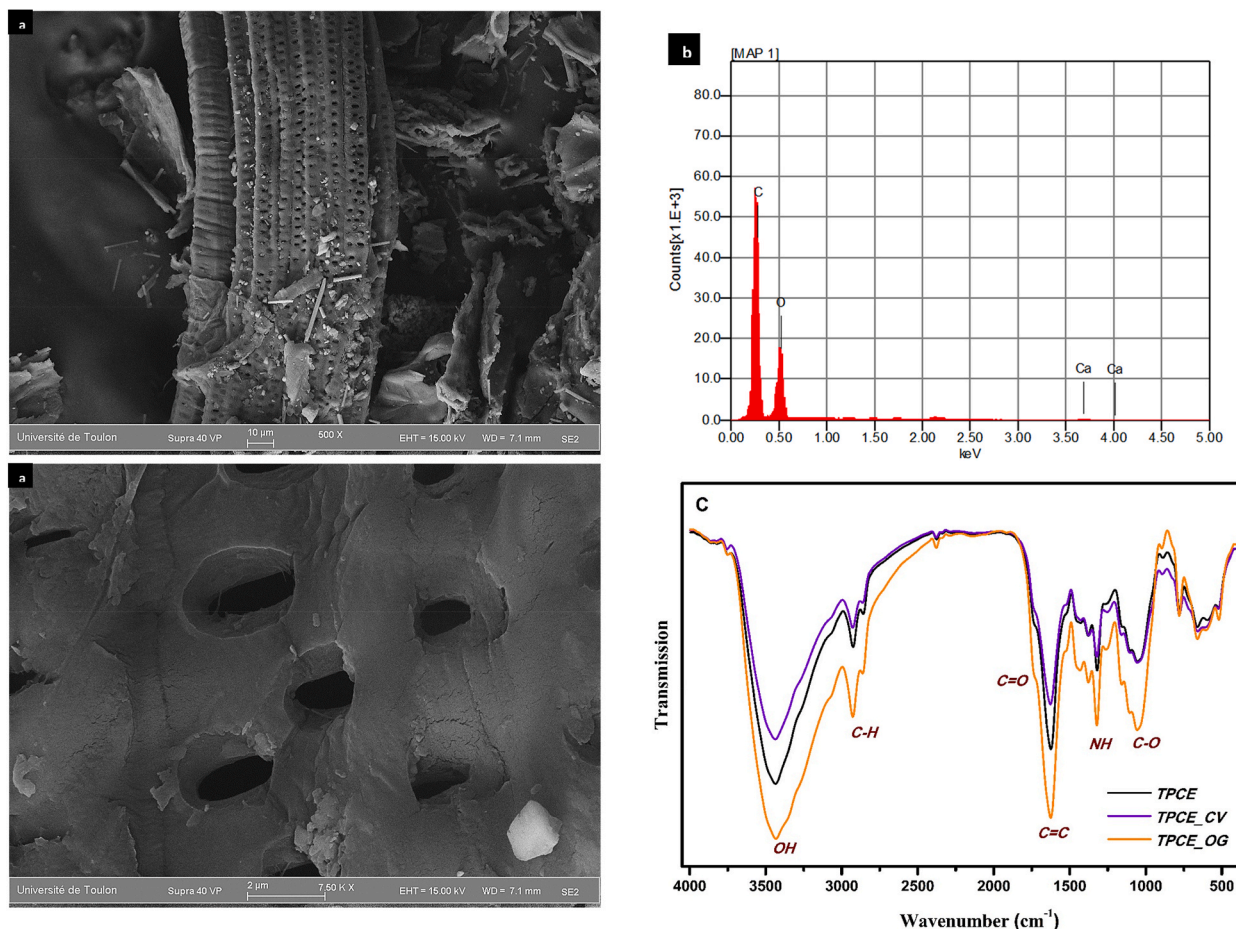 a
Université de Toulon Supra 40 VP 10 µm 500 X EHT = 15.00 kV WD = 7.1 mm SE2
a
Université de Toulon Supra 40 VP 2 µm 7.50 K X EHT = 15.00 kV WD = 7.1 mm SE2
b
[MAP 1]
Counts[x1.E+3]
80.0
70.0
60.0
50.0
40.0
30.0
20.0
10.0
0.0
C
O
Ca Ca
0.00 0.50 1.00 1.50 2.00 2.50 3.00 3.50 4.00 4.50 5.00
keV
C
Transmission
C=O
C-H
NH
C-O
OH
C=C
TPCE
TPCE_CV
TPCE_OG
4000 3500 3000 2500 2000 1500 1000 500
Wavenumber (cm⁻¹)